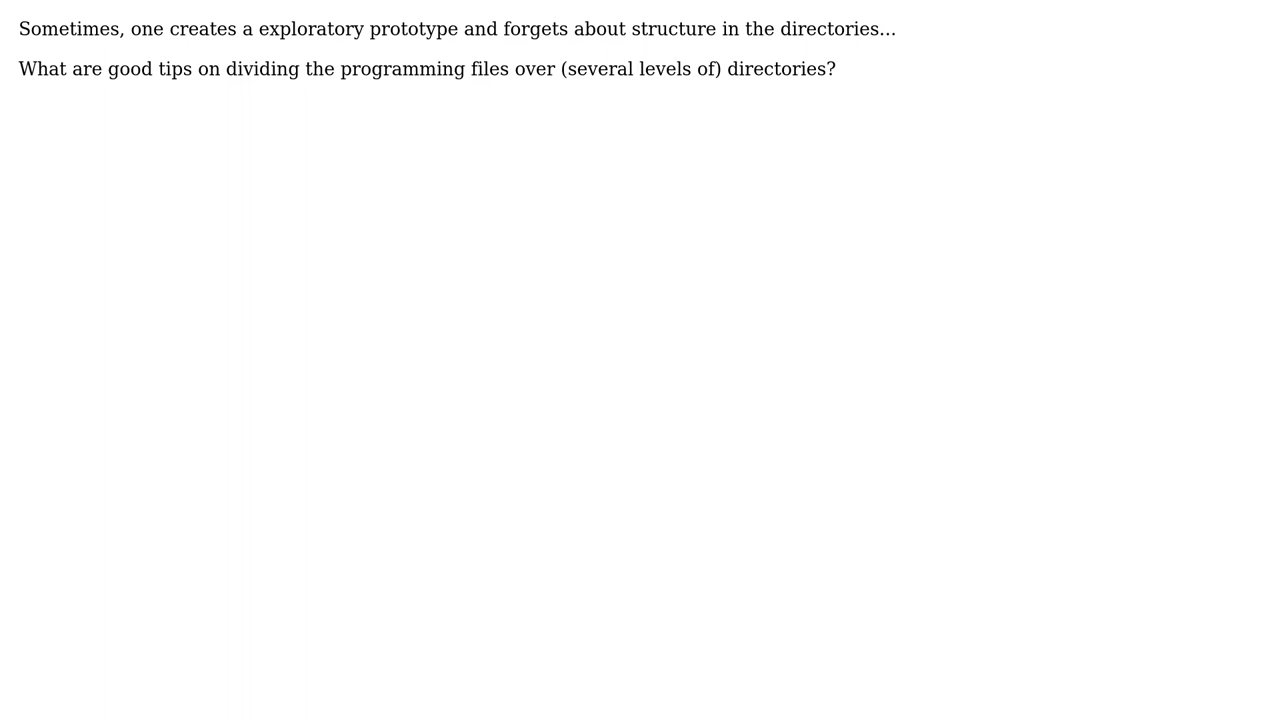 Sometimes, one creates a exploratory prototype and forgets about structure in the directories...
What are good tips on dividing the programming files over (several levels of) directories?